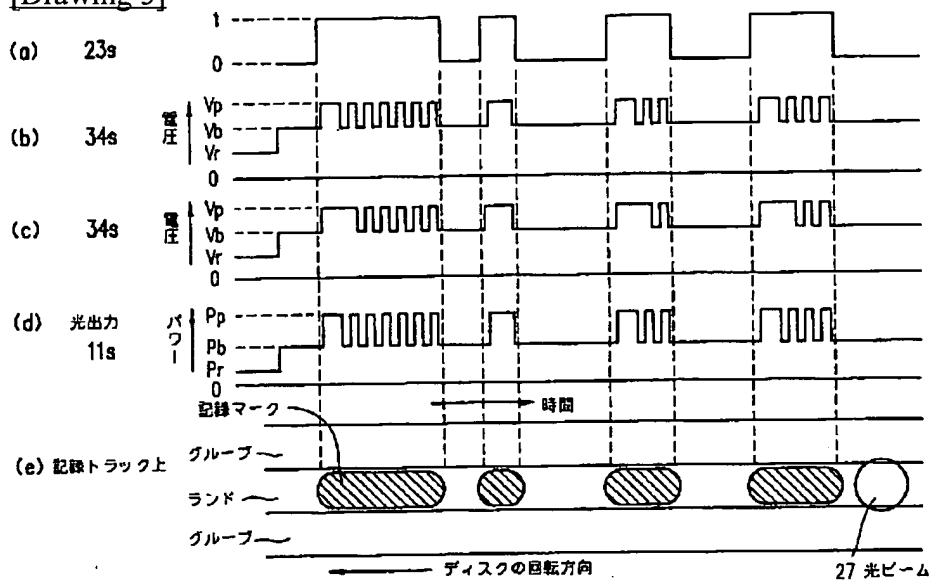 [Drawing 3]
(a) 23s
1
0
(b) 34s
電圧
Vp
Vb
Vr
0
(c) 34s
電圧
Vp
Vb
Vr
0
(d) 光出力
11s
パワー
Pp
Pb
Pr
0
時間
記録マーク
(e) 記録トラック上
グルーブ
ランド
グルーブ
ディスクの回転方向
27 光ビーム